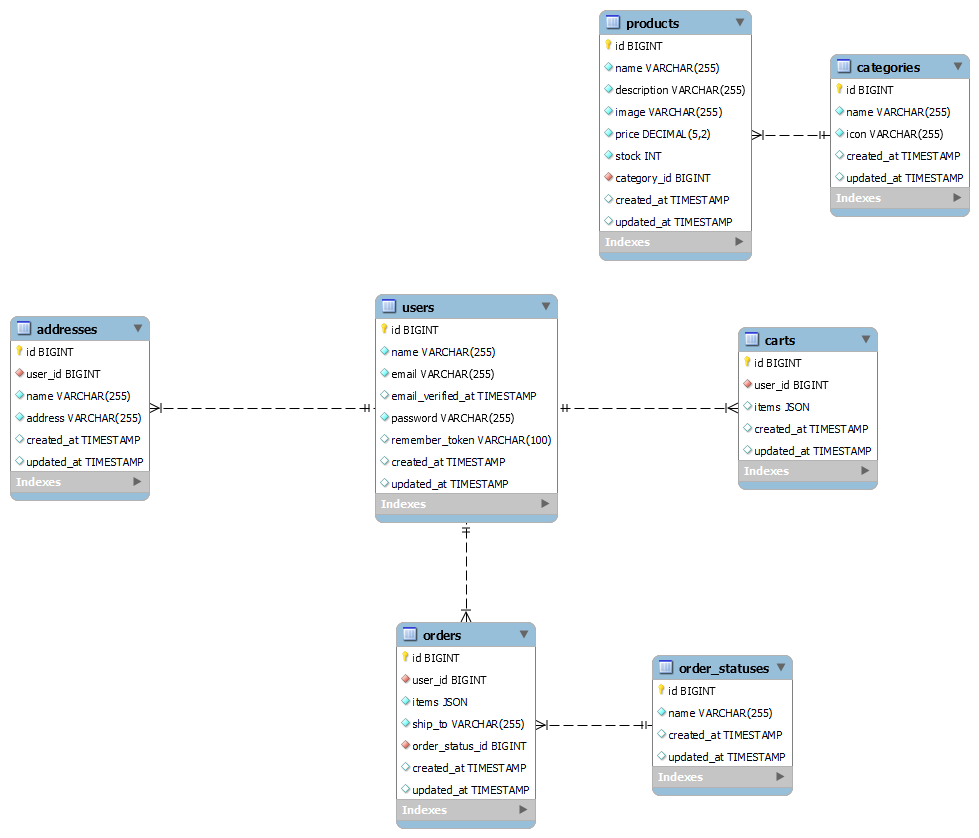 products
id BIGINT
name VARCHAR(255)
description VARCHAR(255)
image VARCHAR(255)
price DECIMAL(5,2)
stock INT
category_id BIGINT
created_at TIMESTAMP
updated_at TIMESTAMP
Indexes
categories
id BIGINT
name VARCHAR(255)
icon VARCHAR(255)
created_at TIMESTAMP
updated_at TIMESTAMP
Indexes
addresses
id BIGINT
user_id BIGINT
name VARCHAR(255)
address VARCHAR(255)
created_at TIMESTAMP
updated_at TIMESTAMP
Indexes
users
id BIGINT
name VARCHAR(255)
email VARCHAR(255)
email_verified_at TIMESTAMP
password VARCHAR(255)
remember_token VARCHAR(100)
created_at TIMESTAMP
updated_at TIMESTAMP
Indexes
carts
id BIGINT
user_id BIGINT
items JSON
created_at TIMESTAMP
updated_at TIMESTAMP
Indexes
orders
id BIGINT
user_id BIGINT
items JSON
ship_to VARCHAR(255)
order_status_id BIGINT
created_at TIMESTAMP
updated_at TIMESTAMP
Indexes
order_statuses
id BIGINT
name VARCHAR(255)
created_at TIMESTAMP
updated_at TIMESTAMP
Indexes